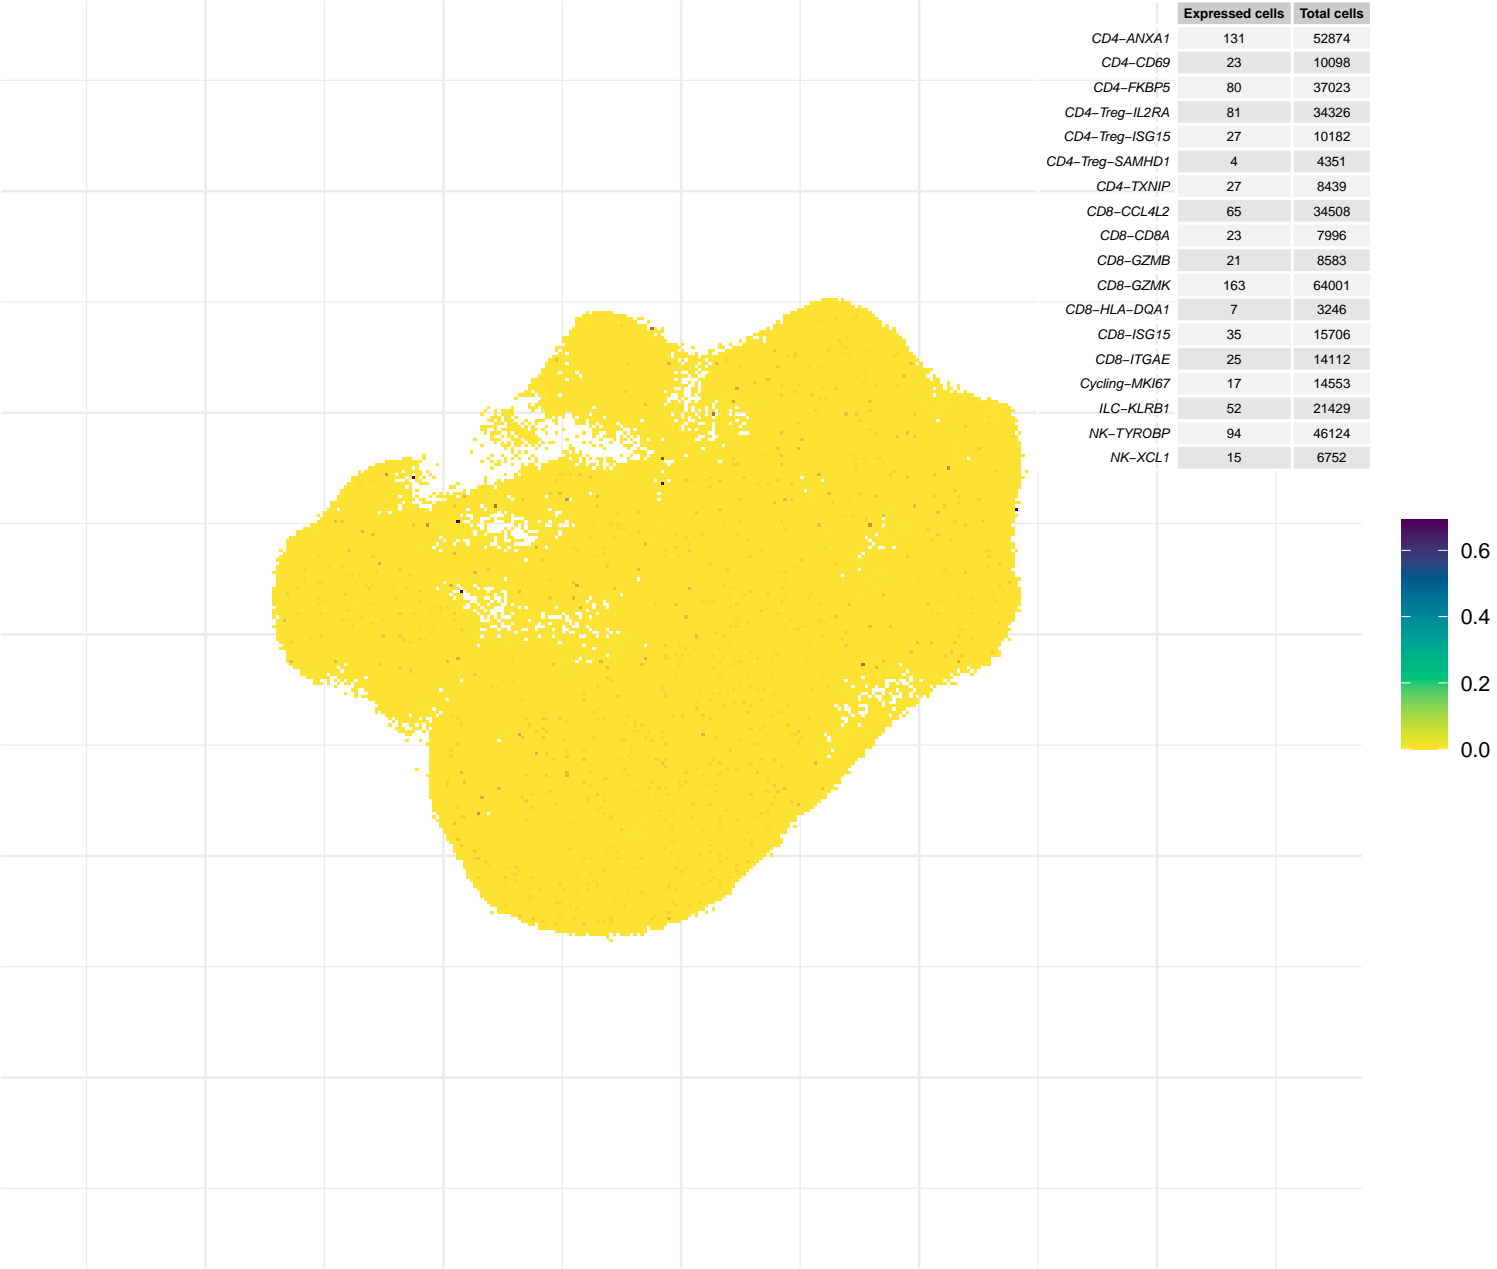 Expressed cells Total cells
CD4−ANXA1 131 52874
CD4−CD69 23 10098
CD4−FKBP5 80 37023
CD4−Treg−IL2RA 81 34326
CD4−Treg−ISG15 27 10182
CD4−Treg−SAMHD1 4 4351
CD4−TXNIP 27 8439
CD8−CCL4L2 65 34508
CD8−CD8A 23 7996
CD8−GZMB 21 8583
CD8−GZMK 163 64001
CD8−HLA−DQA1 7 3246
CD8−ISG15 35 15706
CD8−ITGAE 25 14112
Cycling−MKI67 17 14553
ILC−KLRB1 52 21429
NK−TYROBP 94 46124
NK−XCL1 15 6752
0.6
0.4
0.2
0.0